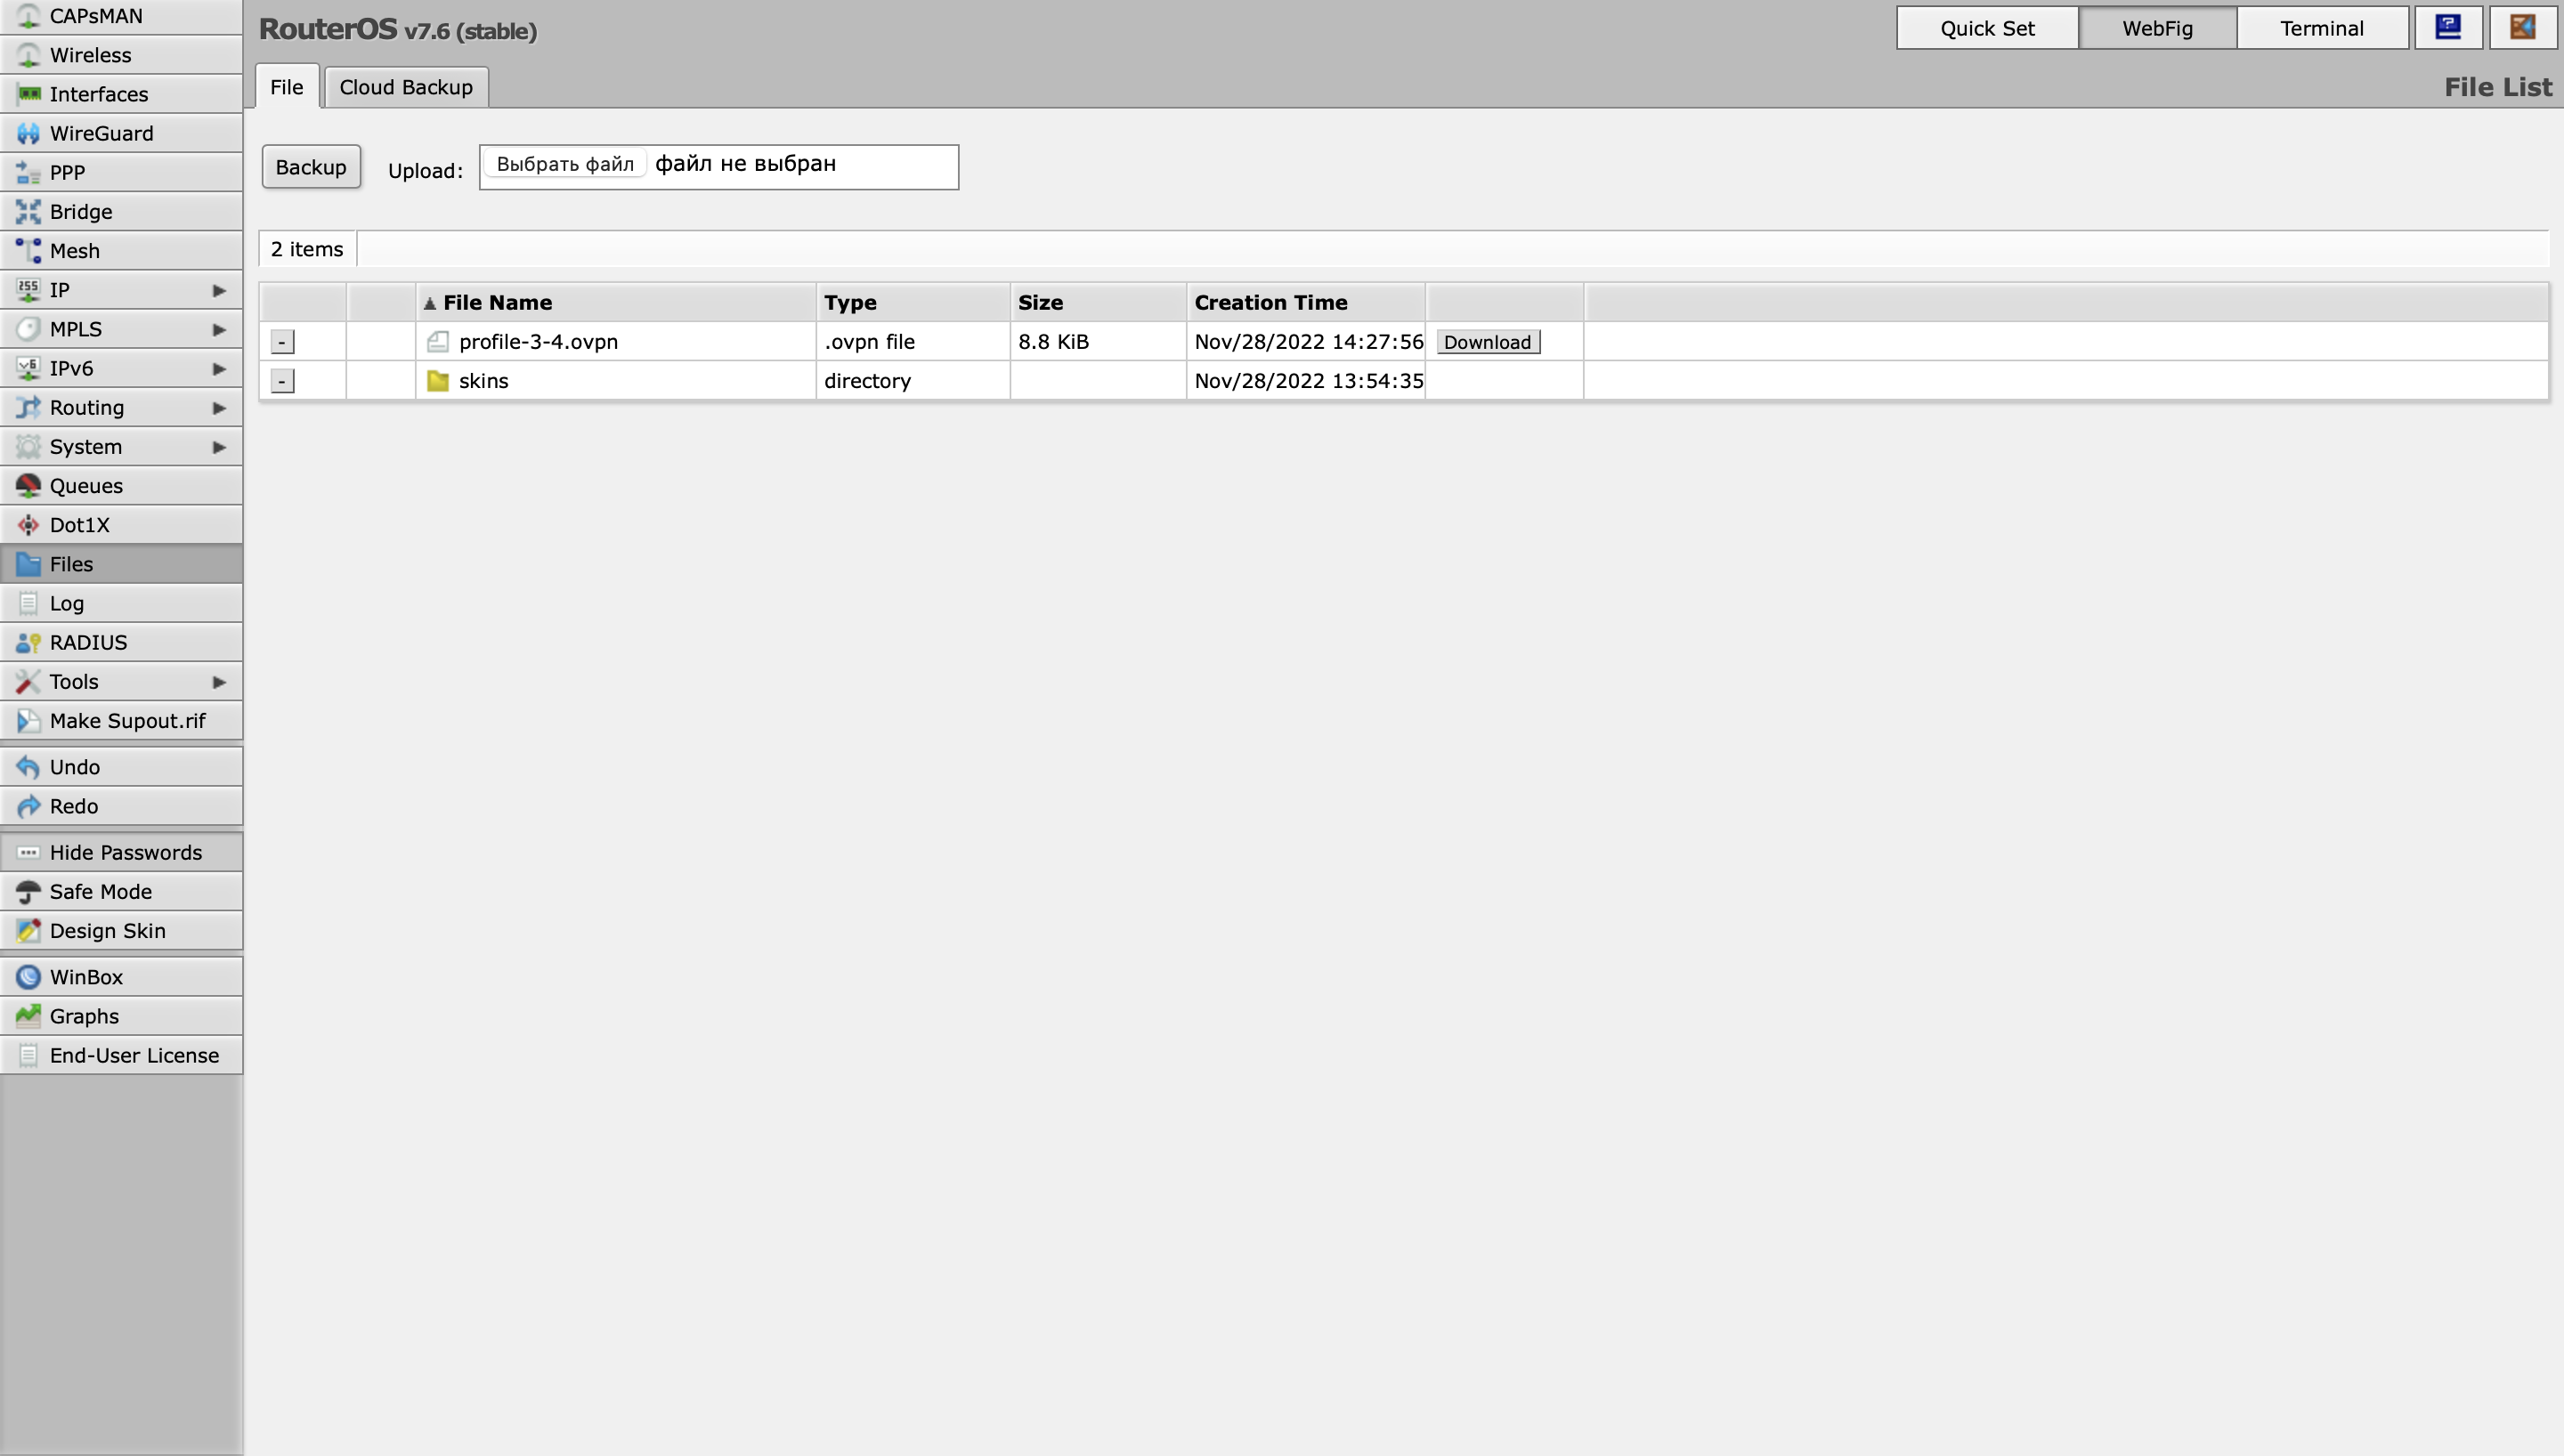 CAPsMAN
Wireless
Interfaces
WireGuard
PPP
Bridge
Mesh
IP
MPLS
IPv6
Routing
System
Queues
Dot1X
Files
Log
RADIUS
Tools
Make Supout.rif
Undo
Redo
Hide Passwords
Safe Mode
Design Skin
WinBox
Graphs
End-User License
RouterOS v7.6 (stable)
Quick Set WebFig Terminal
File Cloud Backup File List
Backup Upload: Выбрать файл файл не выбран
2 items
File Name Type Size Creation Time
- profile-3-4.ovpn .ovpn file 8.8 KiB Nov/28/2022 14:27:56 Download
- skins directory Nov/28/2022 13:54:35